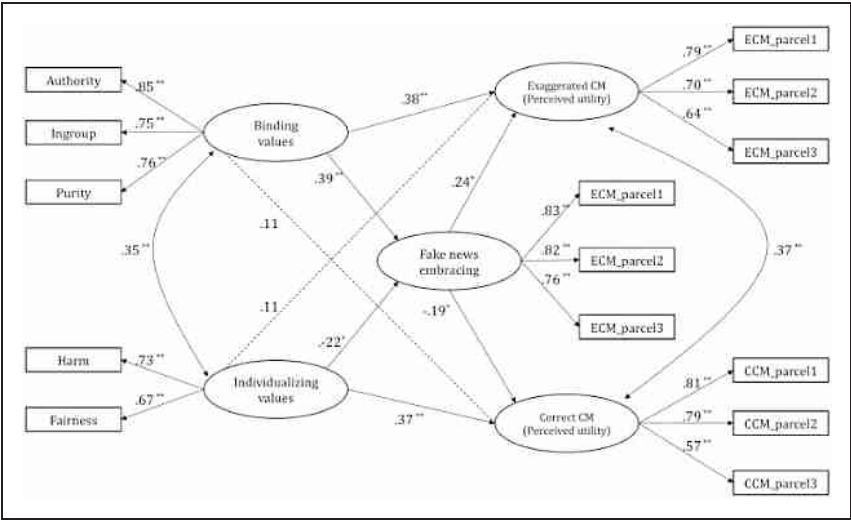 ECM_parcel1
.79**
Exaggerated CM
(Perceived utility)
.70**
ECM_parcel2
.64**
ECM_parcel3
Authority
.85**
Ingroup
.75**
Binding
values
.38**
.76**
Purity
.39**
.24*
ECM_parcel1
.83**
.11
Fake news
embracing
.82**
ECM_parcel2
.76**
.35**
.37**
.11
-.19*
ECM_parcel3
-.22*
Harm
.73**
Individualizing
values
.67**
Fairness
.37**
Correct CM
(Perceived utility)
.81**
CCM_parcel1
.79**
CCM_parcel2
.57**
CCM_parcel3